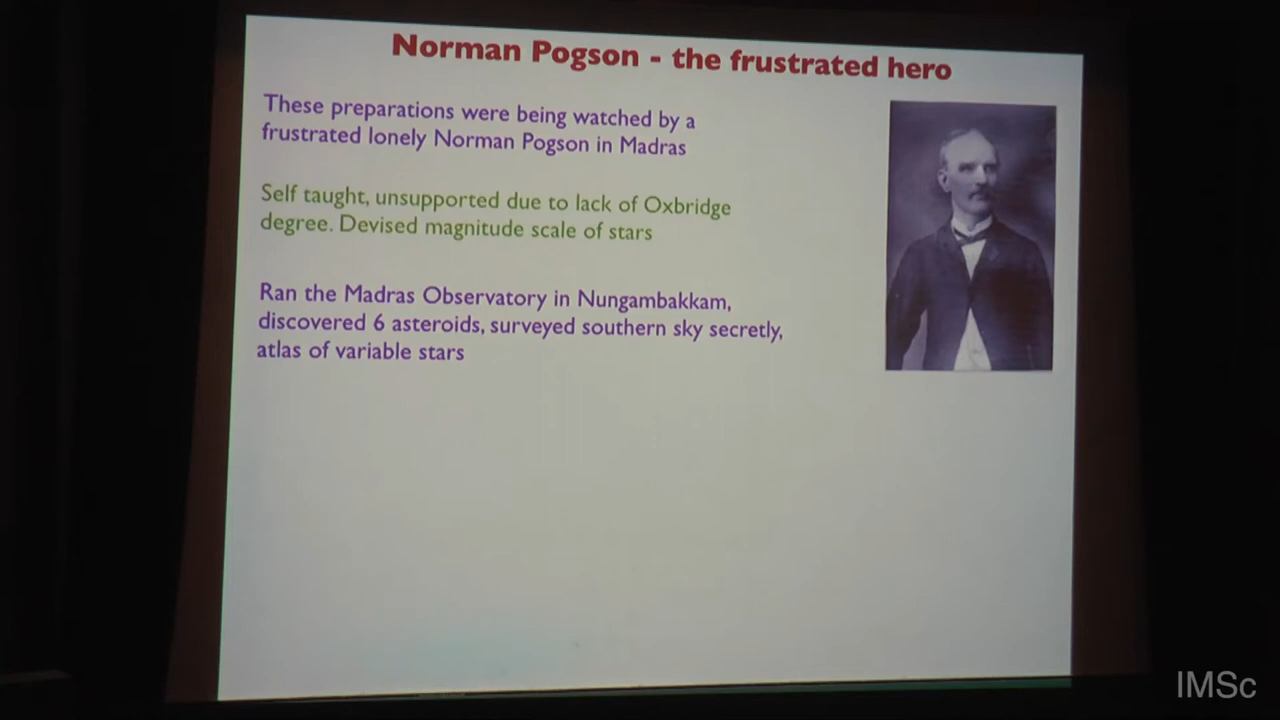 Norman Pogson - the frustrated hero
These preparations were being watched by a
frustrated lonely Norman Pogson in Madras
Self taught, unsupported due to lack of Oxbridge
degree. Devised magnitude scale of stars
Ran the Madras Observatory in Nungambakkam,
discovered 6 asteroids, surveyed southern sky secretly,
atlas of variable stars
IMSc